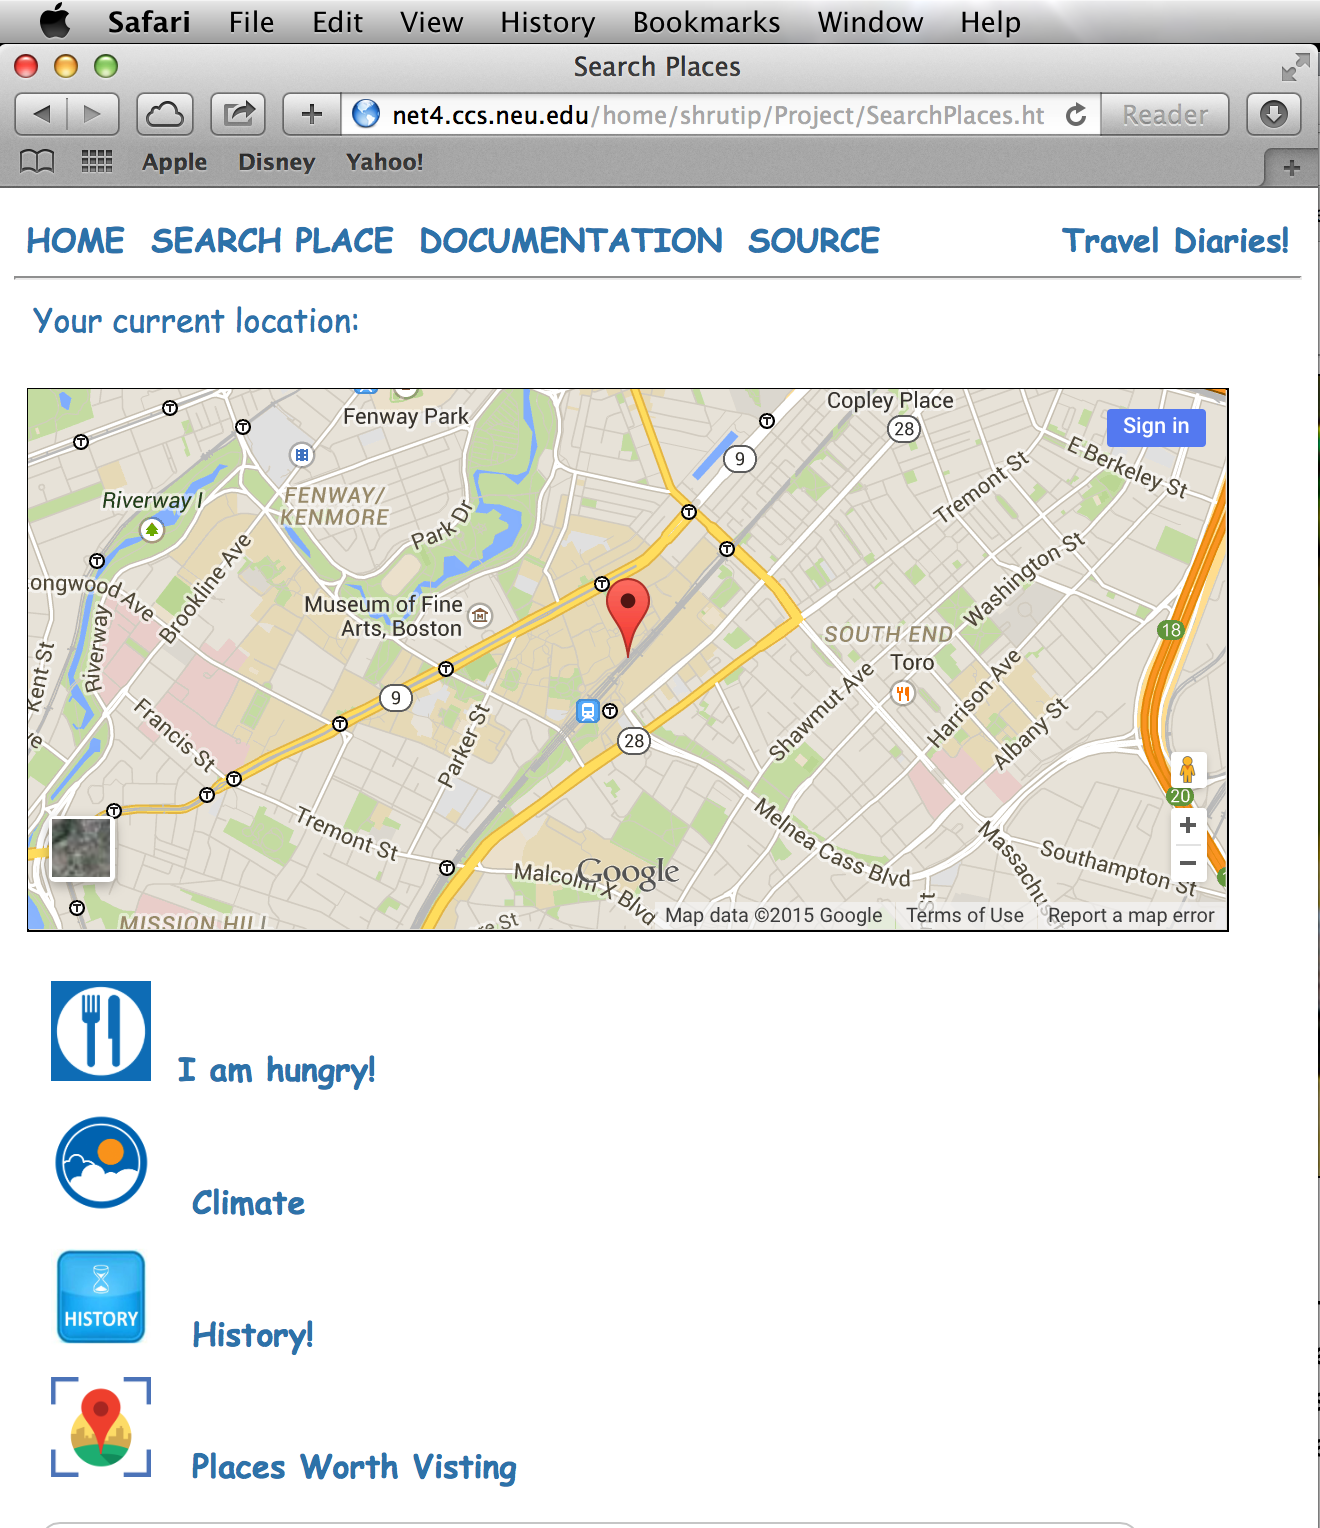 Safari File Edit View History Bookmarks Window Help
Search Places
net4.ccs.neu.edu/home/shrutip/Project/SearchPlaces.ht Reader
Apple Disney Yahoo!
HOME SEARCH PLACE DOCUMENTATION SOURCE Travel Diaries!
Your current location:
Copley Place
Fenway Park
28
Sign in
9
E Berkeley St
Tremont St
Riverway I
FENWAY/
KENMORE
Park Dr
Brookline Ave
Washington St
ongwood Ave
Museum of Fine
Arts, Boston
SOUTH END
18
Riverway
Kent St
Toro
9
Harrison Ave
Shawmut Ave
Albany St
Francis St
Parker St
28
20
Tremont St
Melnea Cass Blvd
Massachus
Southampton St
Malcolm X Blvd
Google
MISSION HILL
Map data ©2015 Google Terms of Use Report a map error
I am hungry!
Climate
HISTORY
History!
Places Worth Visting